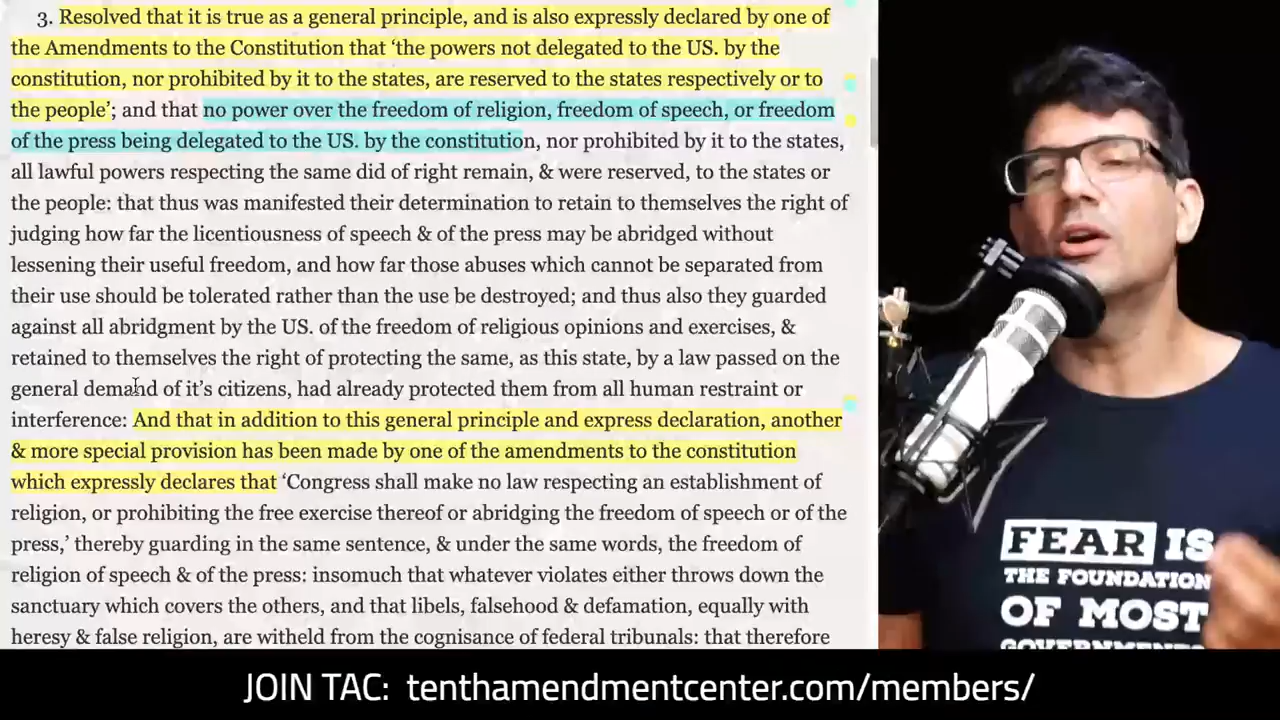 3. Resolved that it is true as a general principle, and is also expressly declared by one of
the Amendments to the Constitution that ‘the powers not delegated to the US. by the
constitution, nor prohibited by it to the states, are reserved to the states respectively or to
the people’; and that no power over the freedom of religion, freedom of speech, or freedom
of the press being delegated to the US. by the constitution, nor prohibited by it to the states,
all lawful powers respecting the same did of right remain, & were reserved, to the states or
the people: that thus was manifested their determination to retain to themselves the right of
judging how far the licentiousness of speech & of the press may be abridged without
lessening their useful freedom, and how far those abuses which cannot be separated from
their use should be tolerated rather than the use be destroyed; and thus also they guarded
against all abridgment by the US. of the freedom of religious opinions and exercises, &
retained to themselves the right of protecting the same, as this state, by a law passed on the
general demand of it’s citizens, had already protected them from all human restraint or
interference: And that in addition to this general principle and express declaration, another
& more special provision has been made by one of the amendments to the constitution
which expressly declares that ‘Congress shall make no law respecting an establishment of
religion, or prohibiting the free exercise thereof or abridging the freedom of speech or of the
press,’ thereby guarding in the same sentence, & under the same words, the freedom of
religion of speech & of the press: insomuch that whatever violates either throws down the
sanctuary which covers the others, and that libels, falsehood & defamation, equally with
heresy & false religion, are witheld from the cognisance of federal tribunals: that therefore
FEAR IS
THE FOUNDATION
OF MOST
GOVERNMENTS
JOIN TAC: tenthamendmentcenter.com/members/